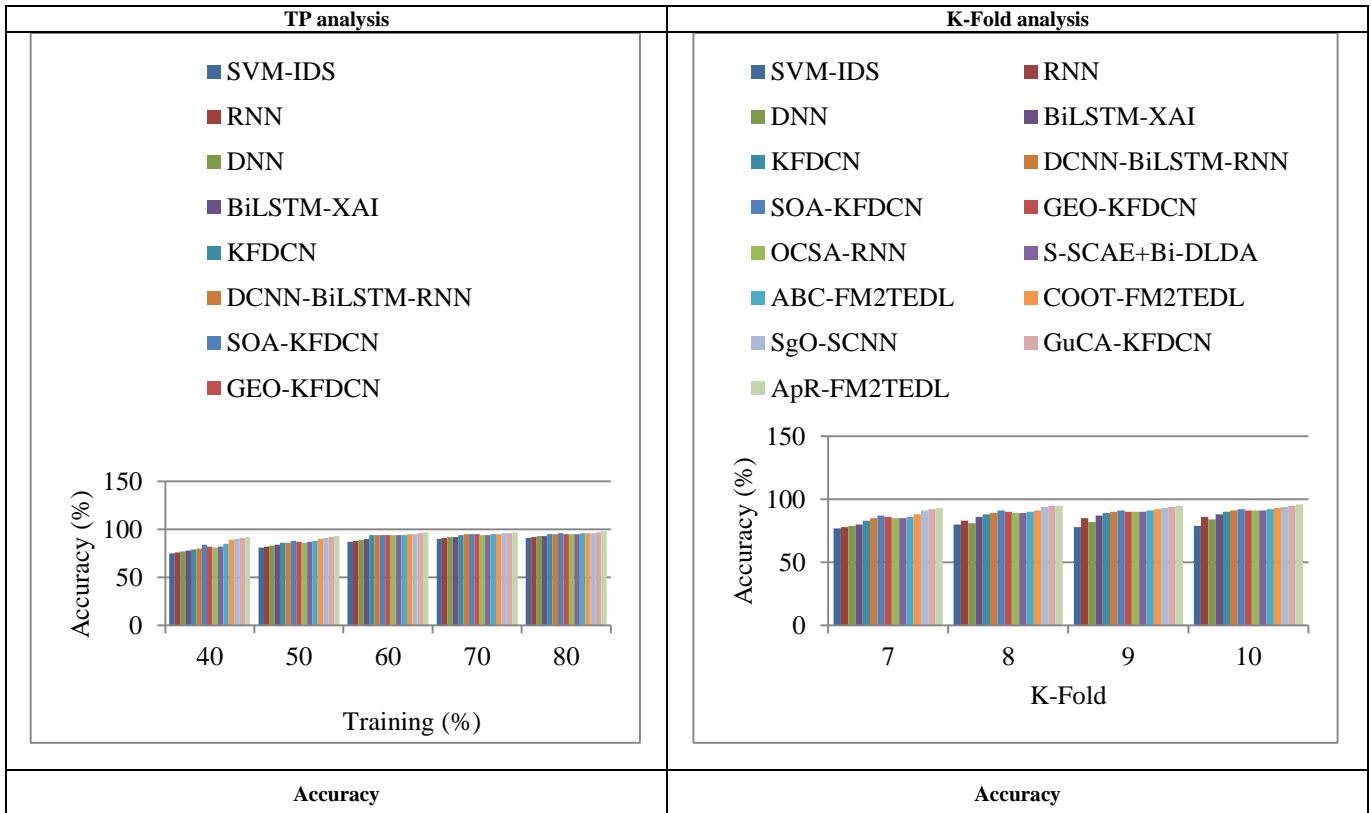 TP analysis
K-Fold analysis
SVM-IDS
RNN
DNN
BiLSTM-XAI
KFDCN
DCNN-BiLSTM-RNN
SOA-KFDCN
GEO-KFDCN
150
100
50
0
Accuracy (%)
40 50 60 70 80
Training (%)
SVM-IDS RNN
DNN BiLSTM-XAI
KFDCN DCNN-BiLSTM-RNN
SOA-KFDCN GEO-KFDCN
OCSA-RNN S-SCAE+Bi-DLDA
ABC-FM2TEDL COOT-FM2TEDL
SgO-SCNN GuCA-KFDCN
ApR-FM2TEDL
150
100
50
0
Accuracy (%)
7 8 9 10
K-Fold
Accuracy
Accuracy